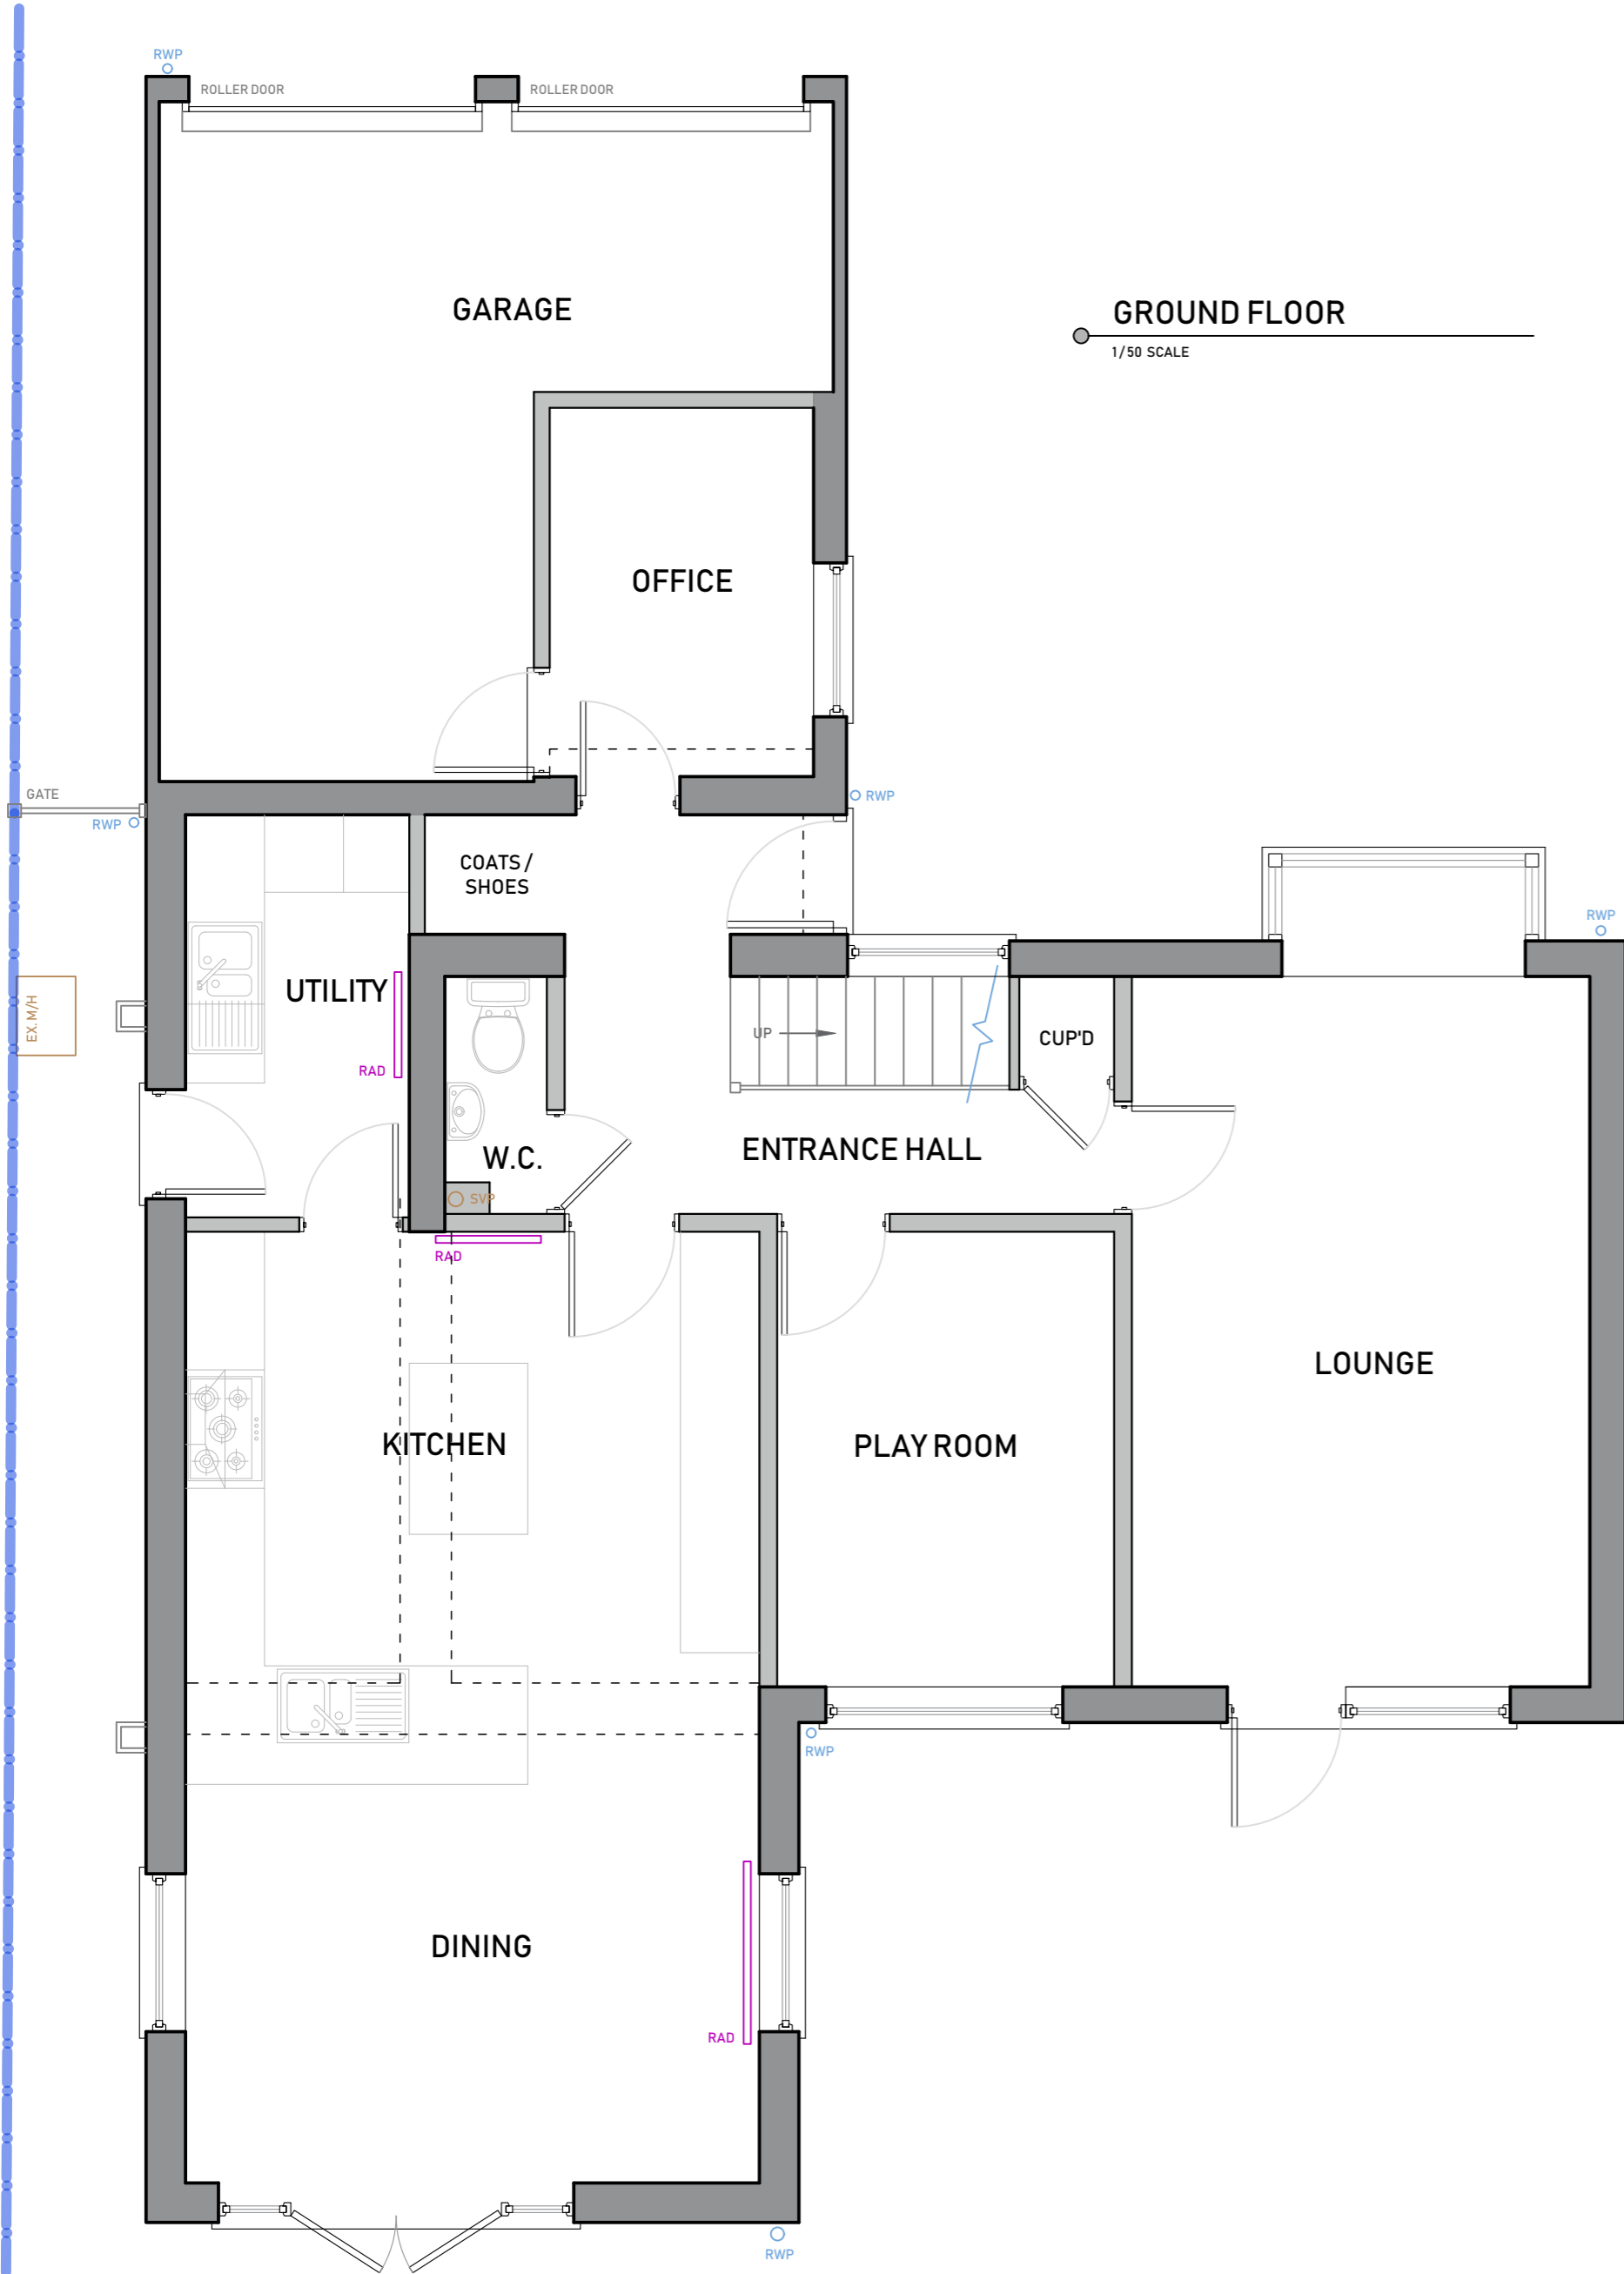 RWP
ROLLER DOOR
ROLLER DOOR
GARAGE
GROUND FLOOR
1/50 SCALE
OFFICE
GATE
RWP
RWP
COATS /
SHOES
RWP
UTILITY
EX. M/H
UP
CUP'D
RAD
ENTRANCE HALL
W.C.
SVP
RAD
LOUNGE
KITCHEN
PLAY ROOM
RWP
DINING
RAD
RWP